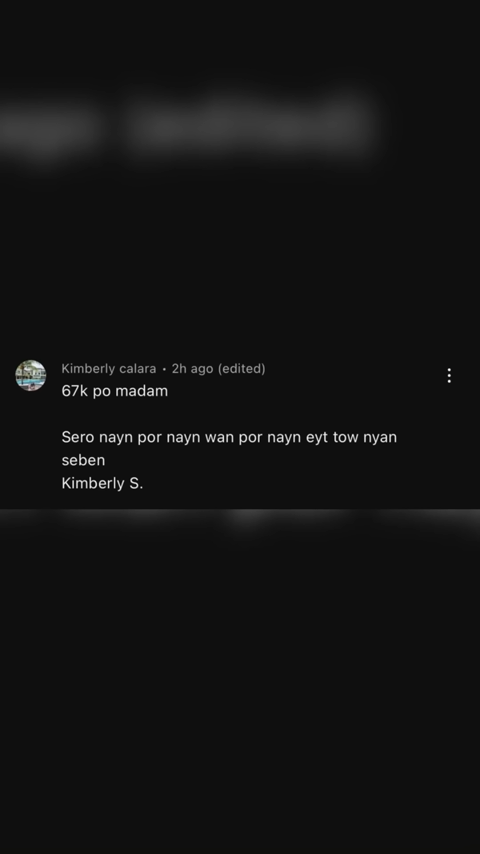 Kimberly calara • 2h ago (edited)
67k po madam
Sero nayn por nayn wan por nayn eyt tow nyan
seben
Kimberly S.